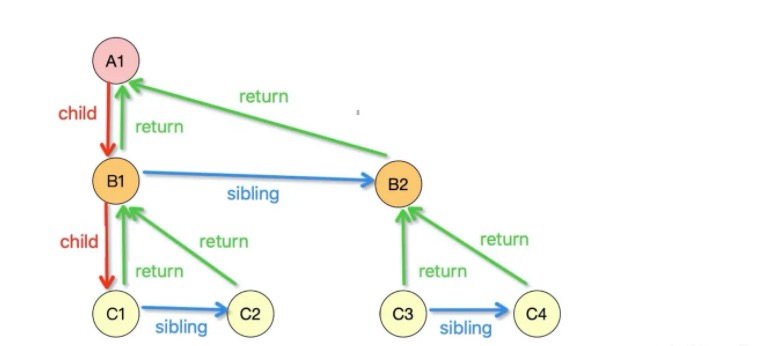 A1
return
child
return
B1
sibling
B2
child
return
return
return
return
C1
sibling
C2
C3
sibling
C4